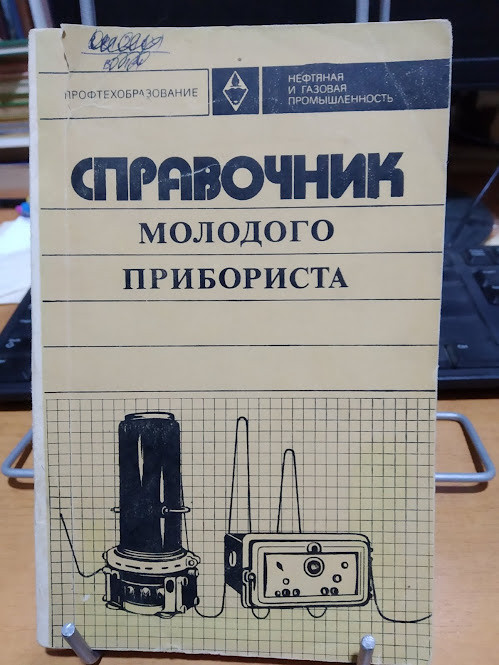 ПРОФТЕХОБРАЗОВАНИЕ
НЕФТЯНАЯ
И ГАЗОВАЯ
ПРОМЫШЛЕННОСТЬ
СПРАВОЧНИК
МОЛОДОГО
ПРИБОРИСТА